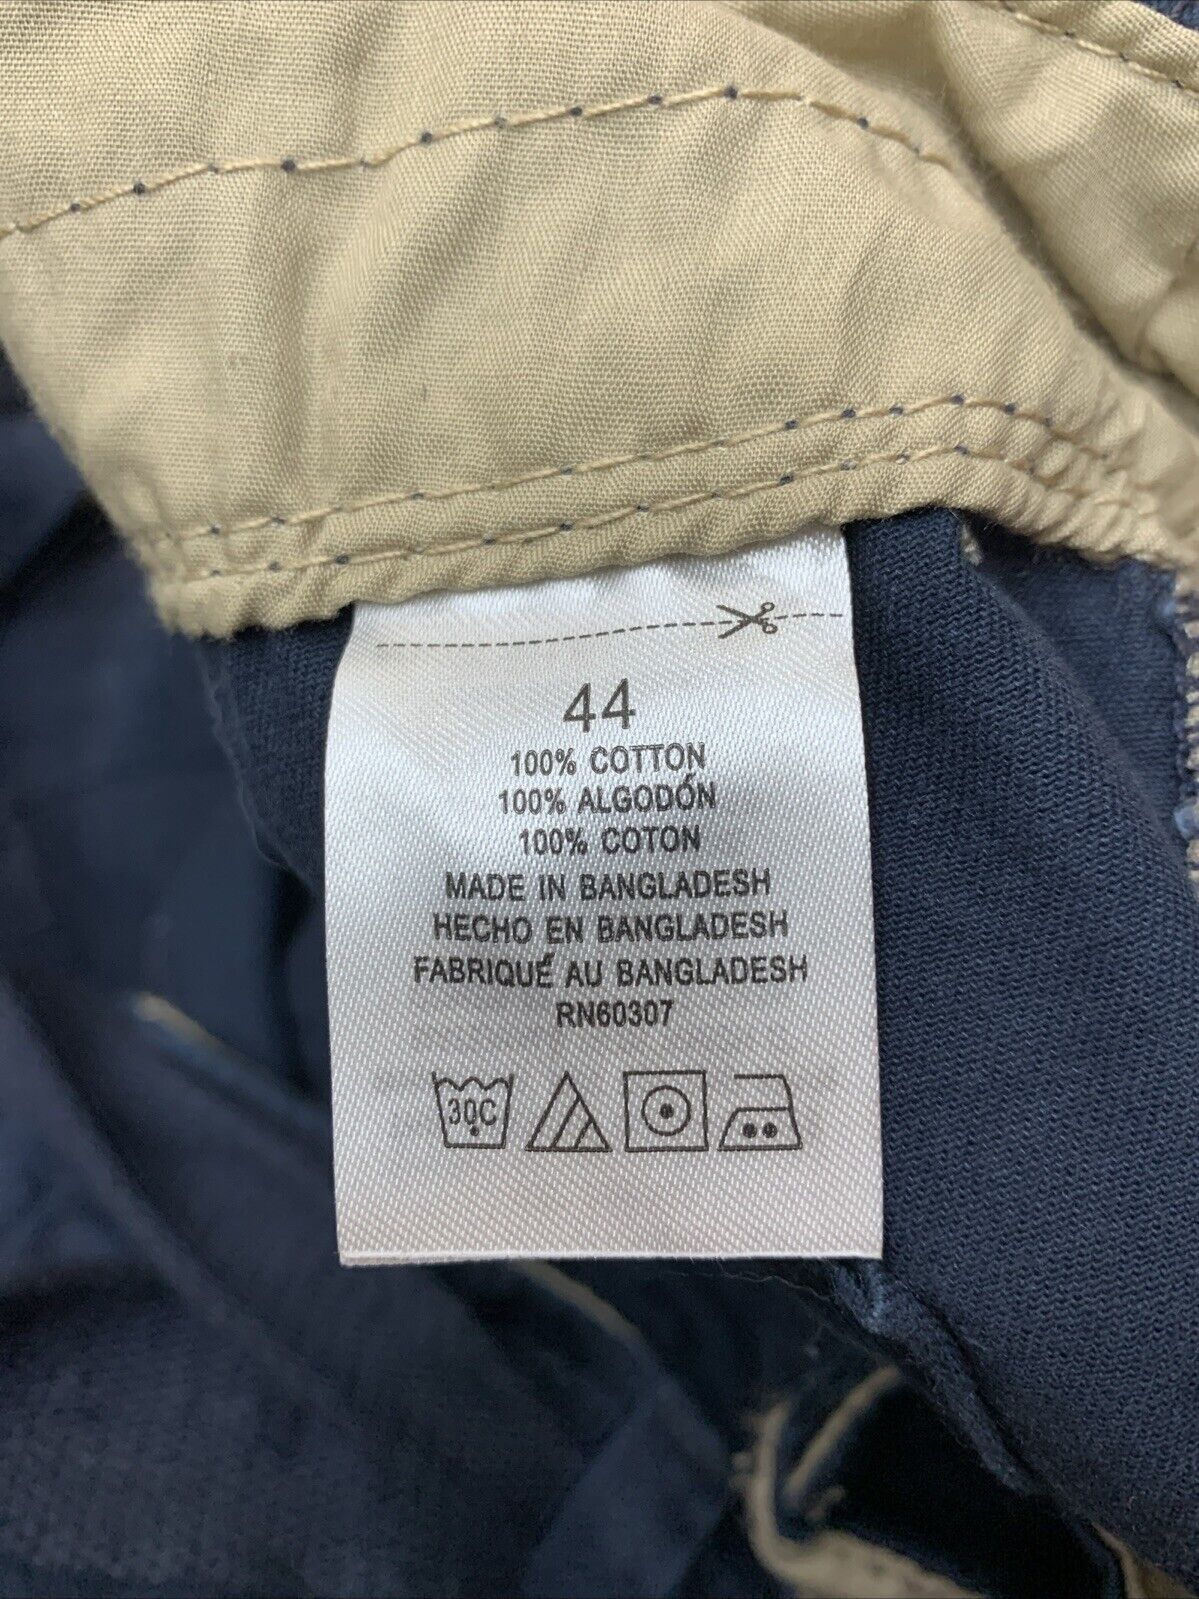 44
100% COTTON
100% ALGODÓN
100% COTON
MADE IN BANGLADESH
HECHO EN BANGLADESH
FABRIQUÉ AU BANGLADESH
RN60307
30C